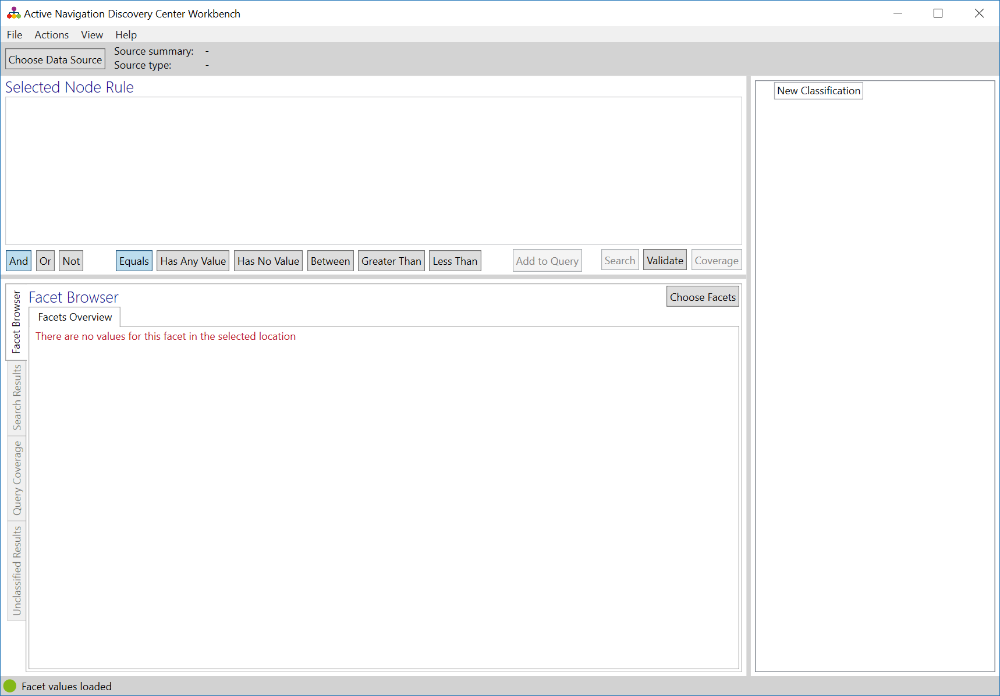 Active Navigation Discovery Center Workbench
File Actions View Help
Choose Data Source
Source summary: -
Source type: -
Selected Node Rule
New Classification
And Or Not Equals Has Any Value Has No Value Between Greater Than Less Than Add to Query Search Validate Coverage
Facet Browser
Search Results
Query Coverage
Unclassified Results
Facet Browser
Choose Facets
Facets Overview
There are no values for this facet in the selected location
Facet values loaded